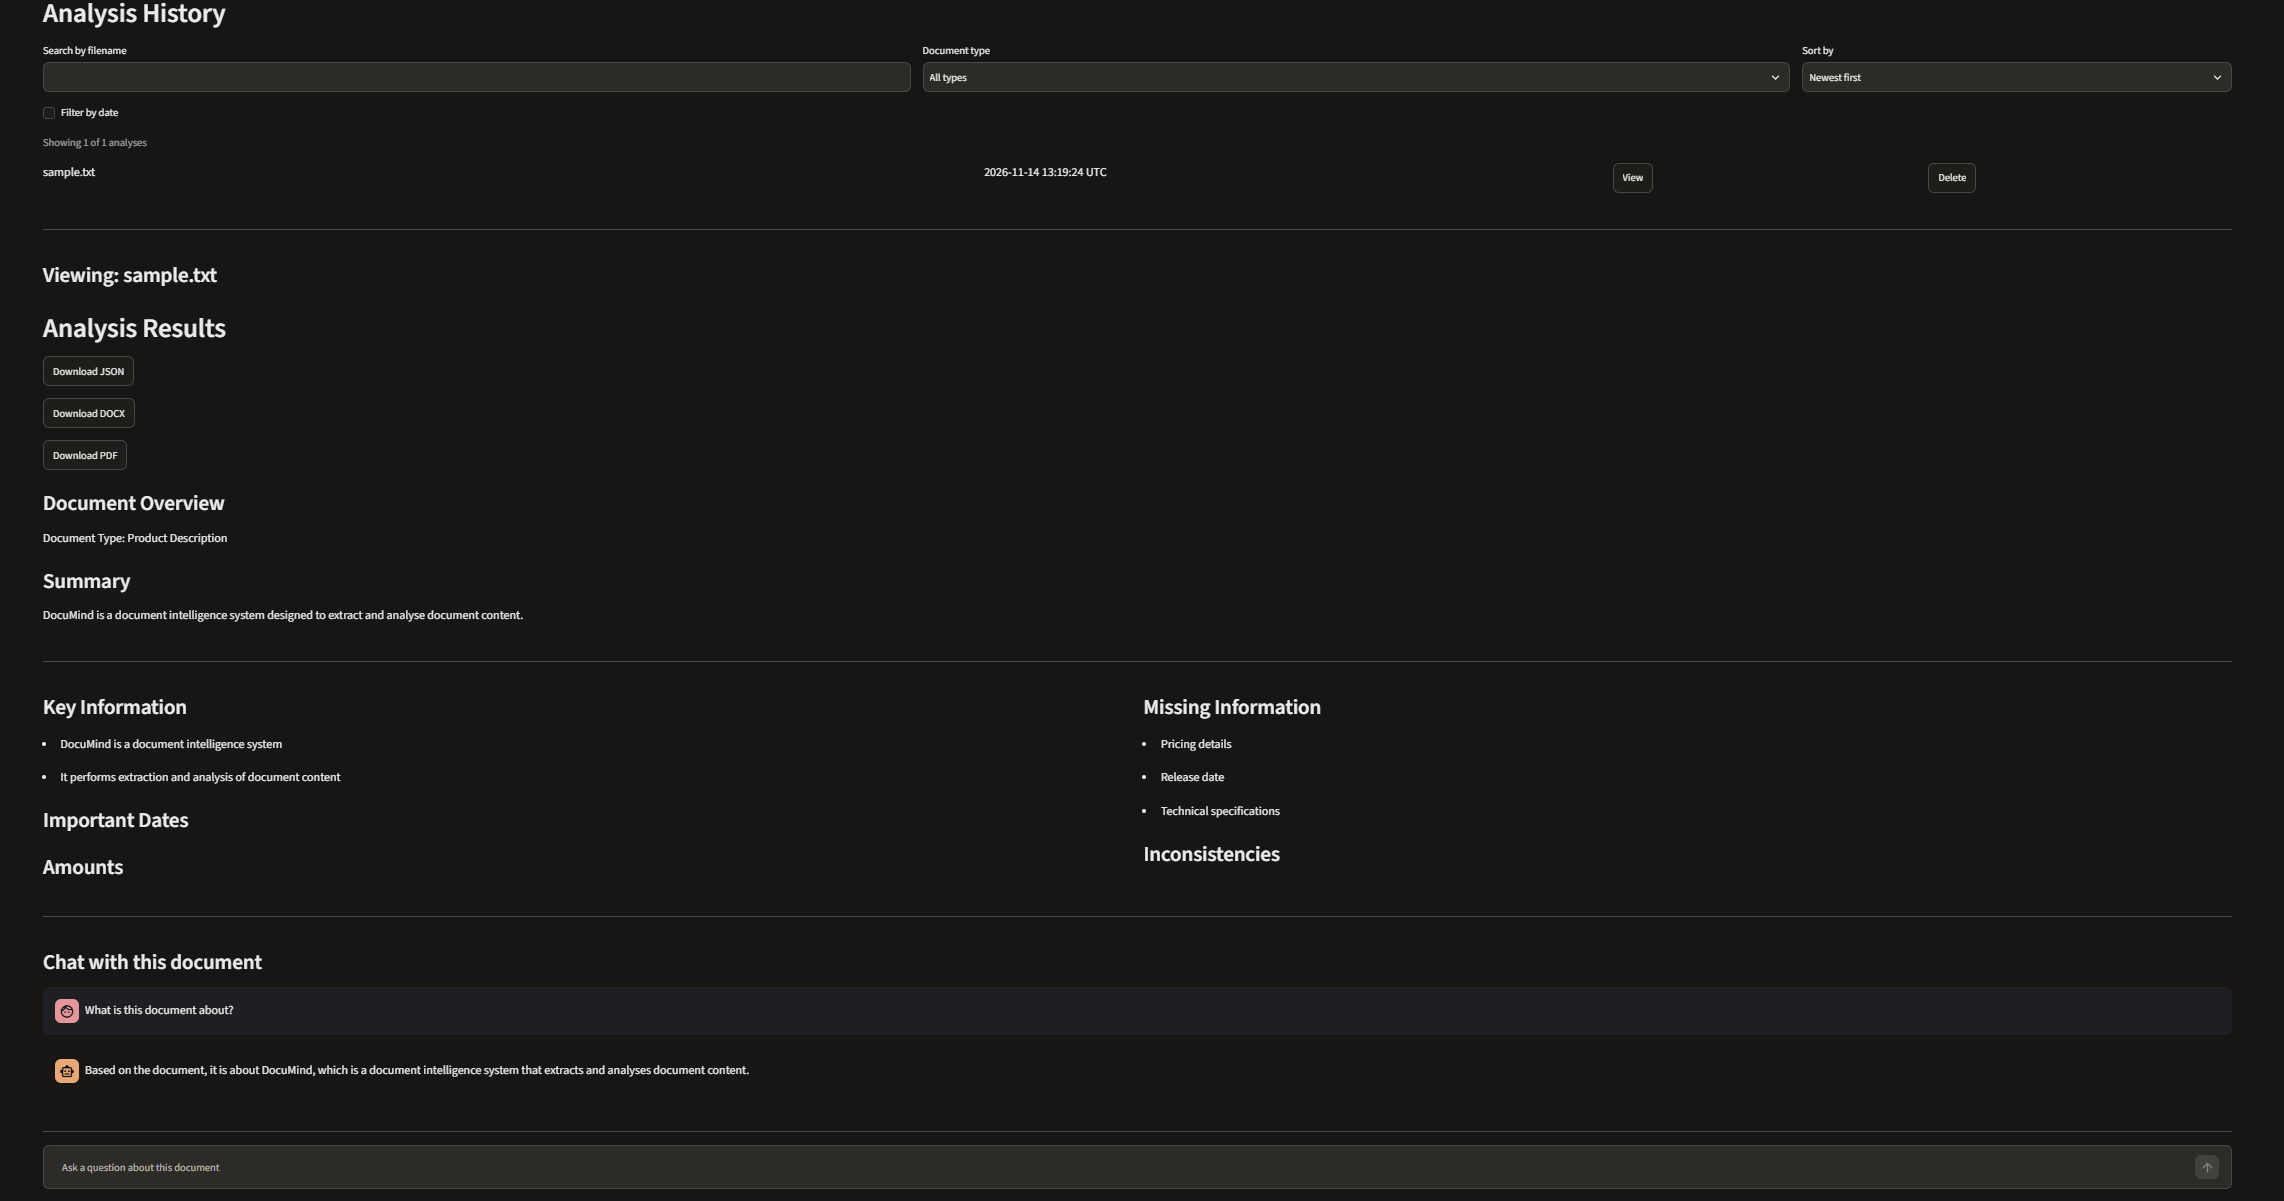 Analysis History
Search by filename
Document type
Sort by
All types
Newest first
Filter by date
Showing 1 of 1 analyses
sample.txt
2026-11-14 13:19:24 UTC
View
Delete
Viewing: sample.txt
Analysis Results
Download JSON
Download DOCX
Download PDF
Document Overview
Document Type: Product Description
Summary
DocuMind is a document intelligence system designed to extract and analyse document content.
Key Information
DocuMind is a document intelligence system
It performs extraction and analysis of document content
Important Dates
Amounts
Missing Information
Pricing details
Release date
Technical specifications
Inconsistencies
Chat with this document
What is this document about?
Based on the document, it is about DocuMind, which is a document intelligence system that extracts and analyses document content.
Ask a question about this document